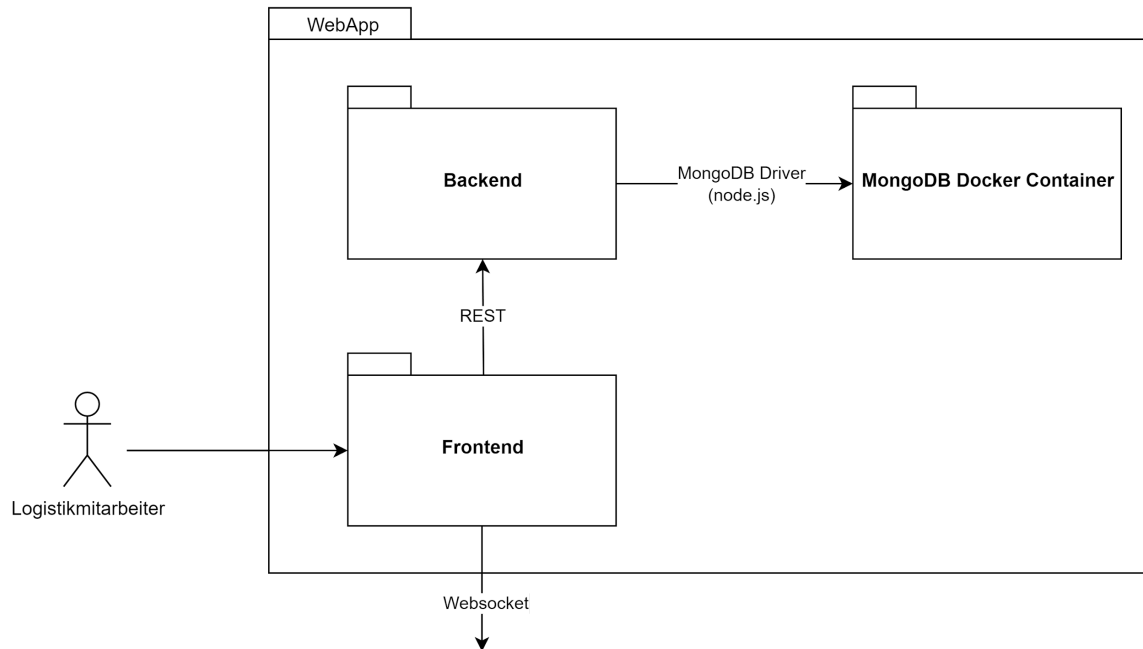 WebApp
Backend
MongoDB Driver
(node.js)
MongoDB Docker Container
REST
Frontend
Logistikmitarbeiter
Websocket